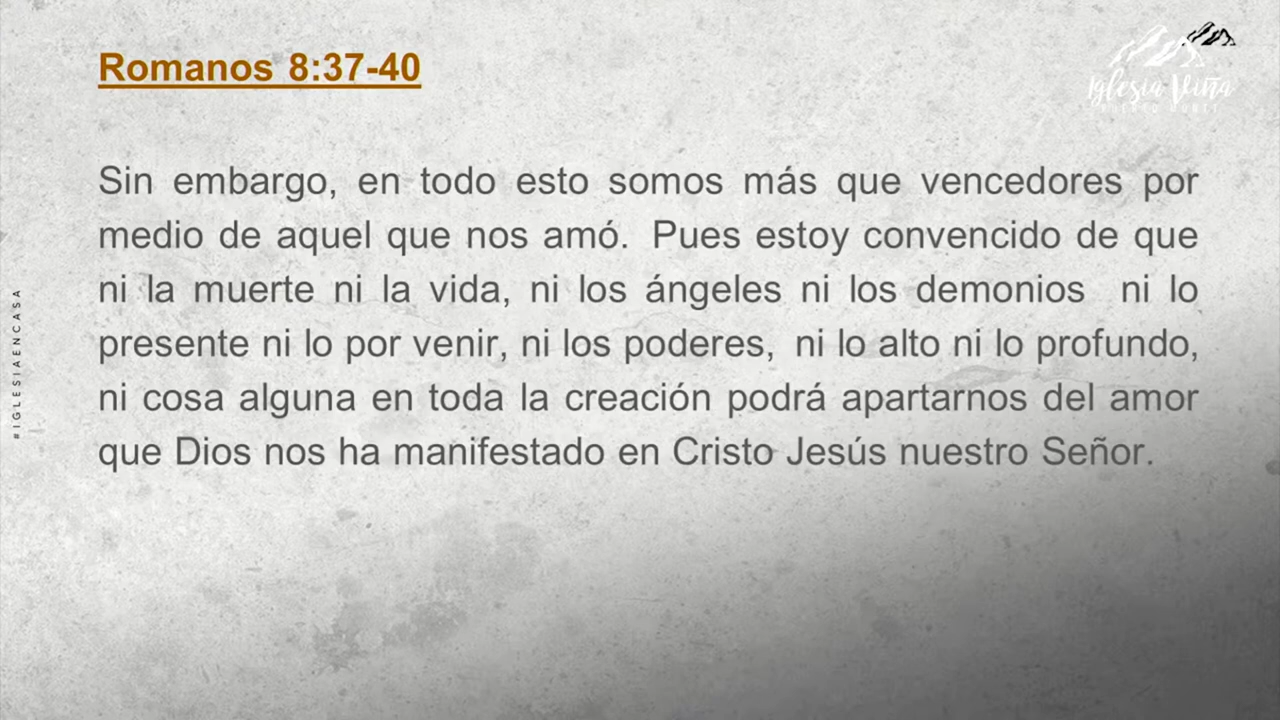 Romanos 8:37-40
Iglesia Viña
Sin embargo, en todo esto somos más que vencedores por
medio de aquel que nos amó. Pues estoy convencido de que
ni la muerte ni la vida, ni los ángeles ni los demonios ni lo
presente ni lo por venir, ni los poderes, ni lo alto ni lo profundo,
ni cosa alguna en toda la creación podrá apartarnos del amor
que Dios nos ha manifestado en Cristo Jesús nuestro Señor.
#IGLESIAENCASA